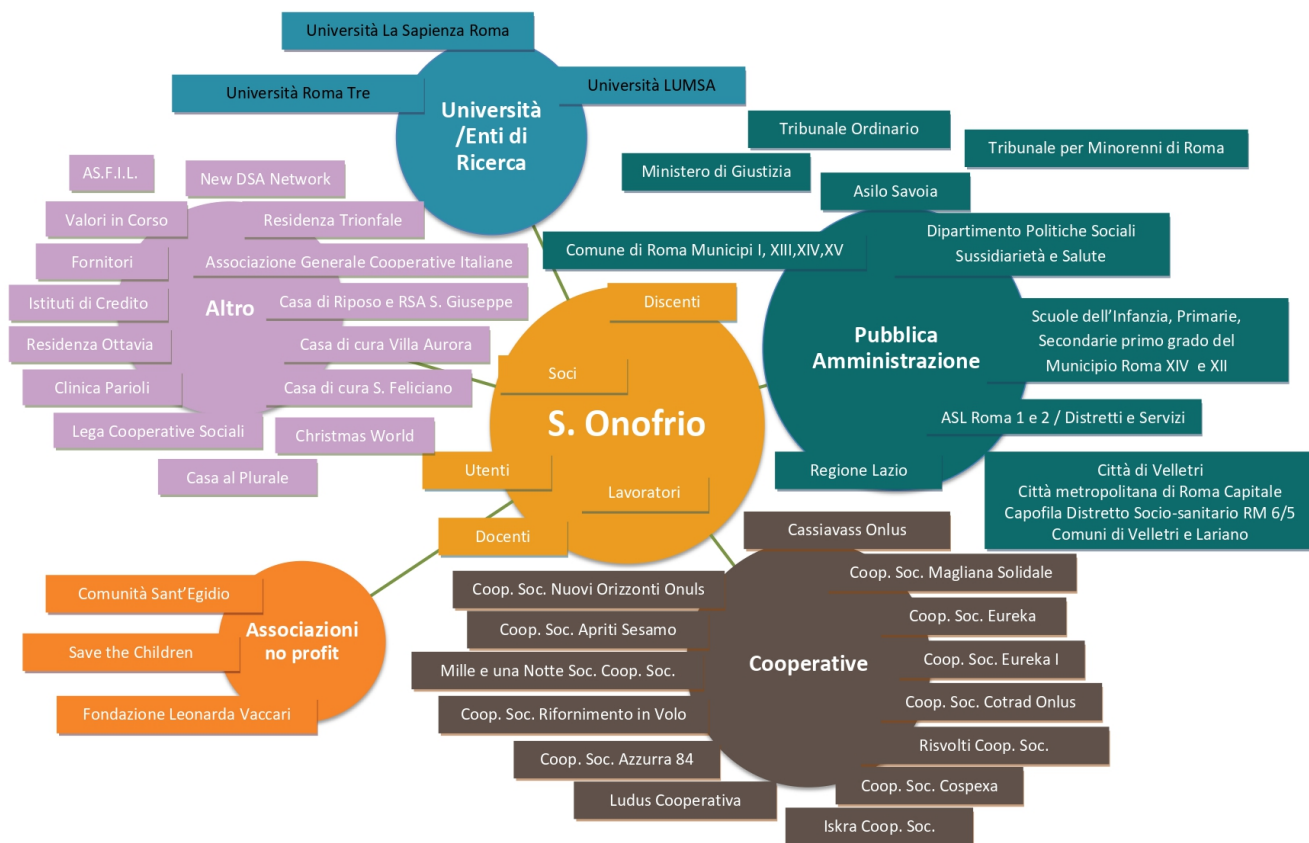 Università La Sapienza Roma
Università Roma Tre
Università LUMSA
Università
/Enti di
Ricerca
Tribunale Ordinario
Tribunale per Minorenni di Roma
Ministero di Giustizia
Asilo Savoia
Comune di Roma Municipi I, XIII,XIV,XV
Dipartimento Politiche Sociali
Sussidiarietà e Salute
Pubblica
Amministrazione
Scuole dell’Infanzia, Primarie,
Secondarie primo grado del
Municipio Roma XIV e XII
ASL Roma 1 e 2 / Distretti e Servizi
Regione Lazio
Città di Velletri
Città metropolitana di Roma Capitale
Capofila Distretto Socio-sanitario RM 6/5
Comuni di Velletri e Lariano
AS.F.I.L.
New DSA Network
Valori in Corso
Residenza Trionfale
Fornitori
Associazione Generale Cooperative Italiane
Istituti di Credito
Altro
Casa di Riposo e RSA S. Giuseppe
Residenza Ottavia
Casa di cura Villa Aurora
Clinica Parioli
Casa di cura S. Feliciano
Lega Cooperative Sociali
Christmas World
Casa al Plurale
Discenti
Soci
S. Onofrio
Utenti
Lavoratori
Docenti
Comunità Sant’Egidio
Associazioni
no profit
Save the Children
Fondazione Leonarda Vaccari
Cassiavass Onlus
Coop. Soc. Nuovi Orizzonti Onuls
Coop. Soc. Magliana Solidale
Coop. Soc. Apriti Sesamo
Coop. Soc. Eureka
Mille e una Notte Soc. Coop. Soc.
Cooperative
Coop. Soc. Eureka I
Coop. Soc. Rifornimento in Volo
Coop. Soc. Cotrad Onlus
Coop. Soc. Azzurra 84
Risvolti Coop. Soc.
Ludus Cooperativa
Coop. Soc. Cospexa
Iskra Coop. Soc.